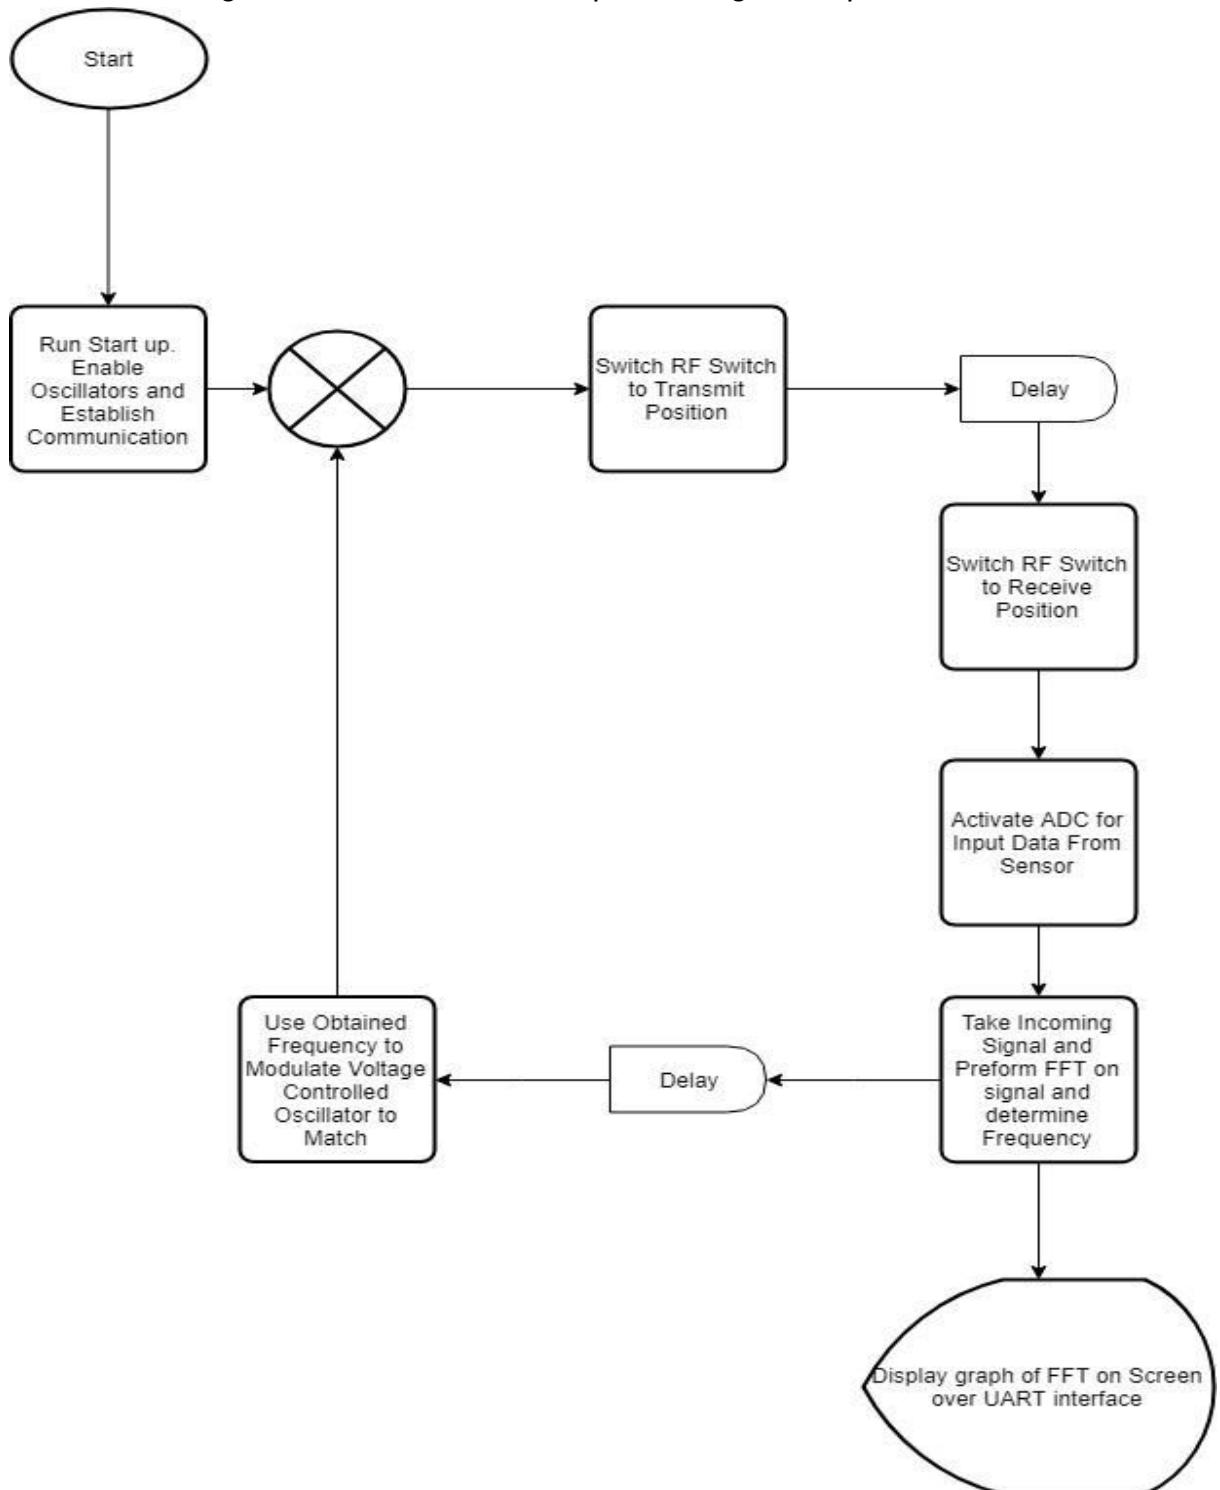 Start
Run Start up.
Enable
Oscillators and
Establish
Communication
Switch RF Switch
to Transmit
Position
Delay
Switch RF Switch
to Receive
Position
Activate ADC for
Input Data From
Sensor
Take Incoming
Signal and
Preform FFT on
signal and
determine
Frequency
Delay
Use Obtained
Frequency to
Modulate Voltage
Controlled
Oscillator to
Match
Display graph of FFT on Screen
over UART interface